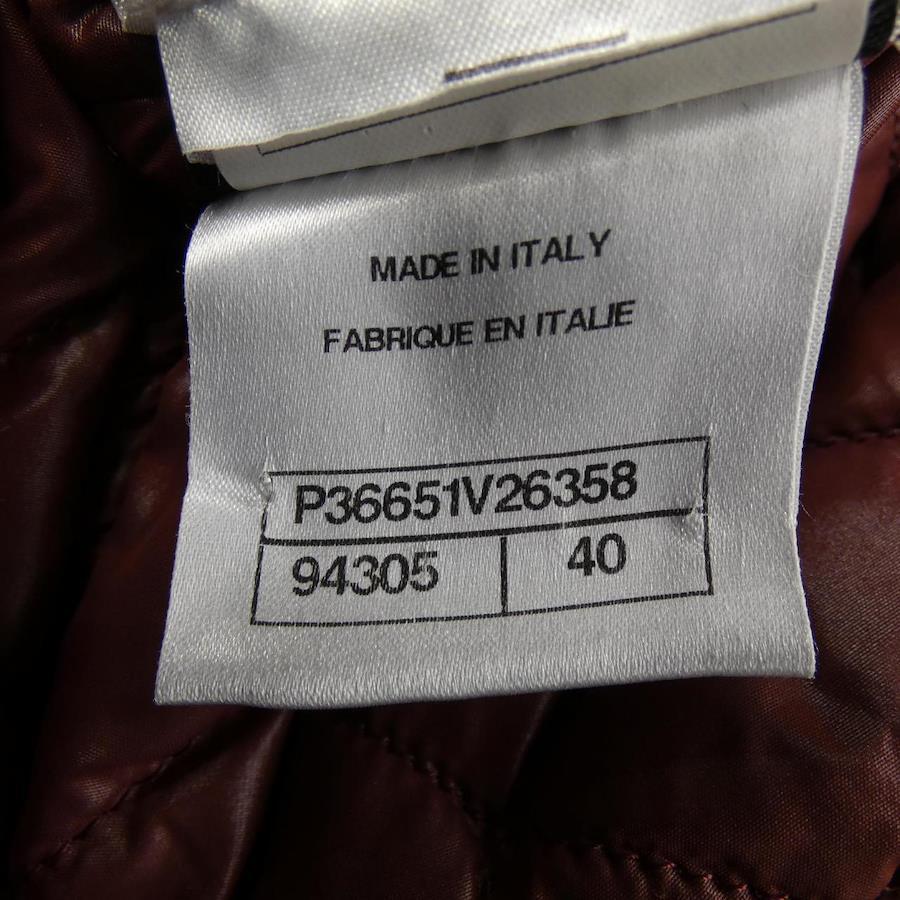 MADE IN ITALY
FABRIQUE EN ITALIE
P36651V26358
94305 40